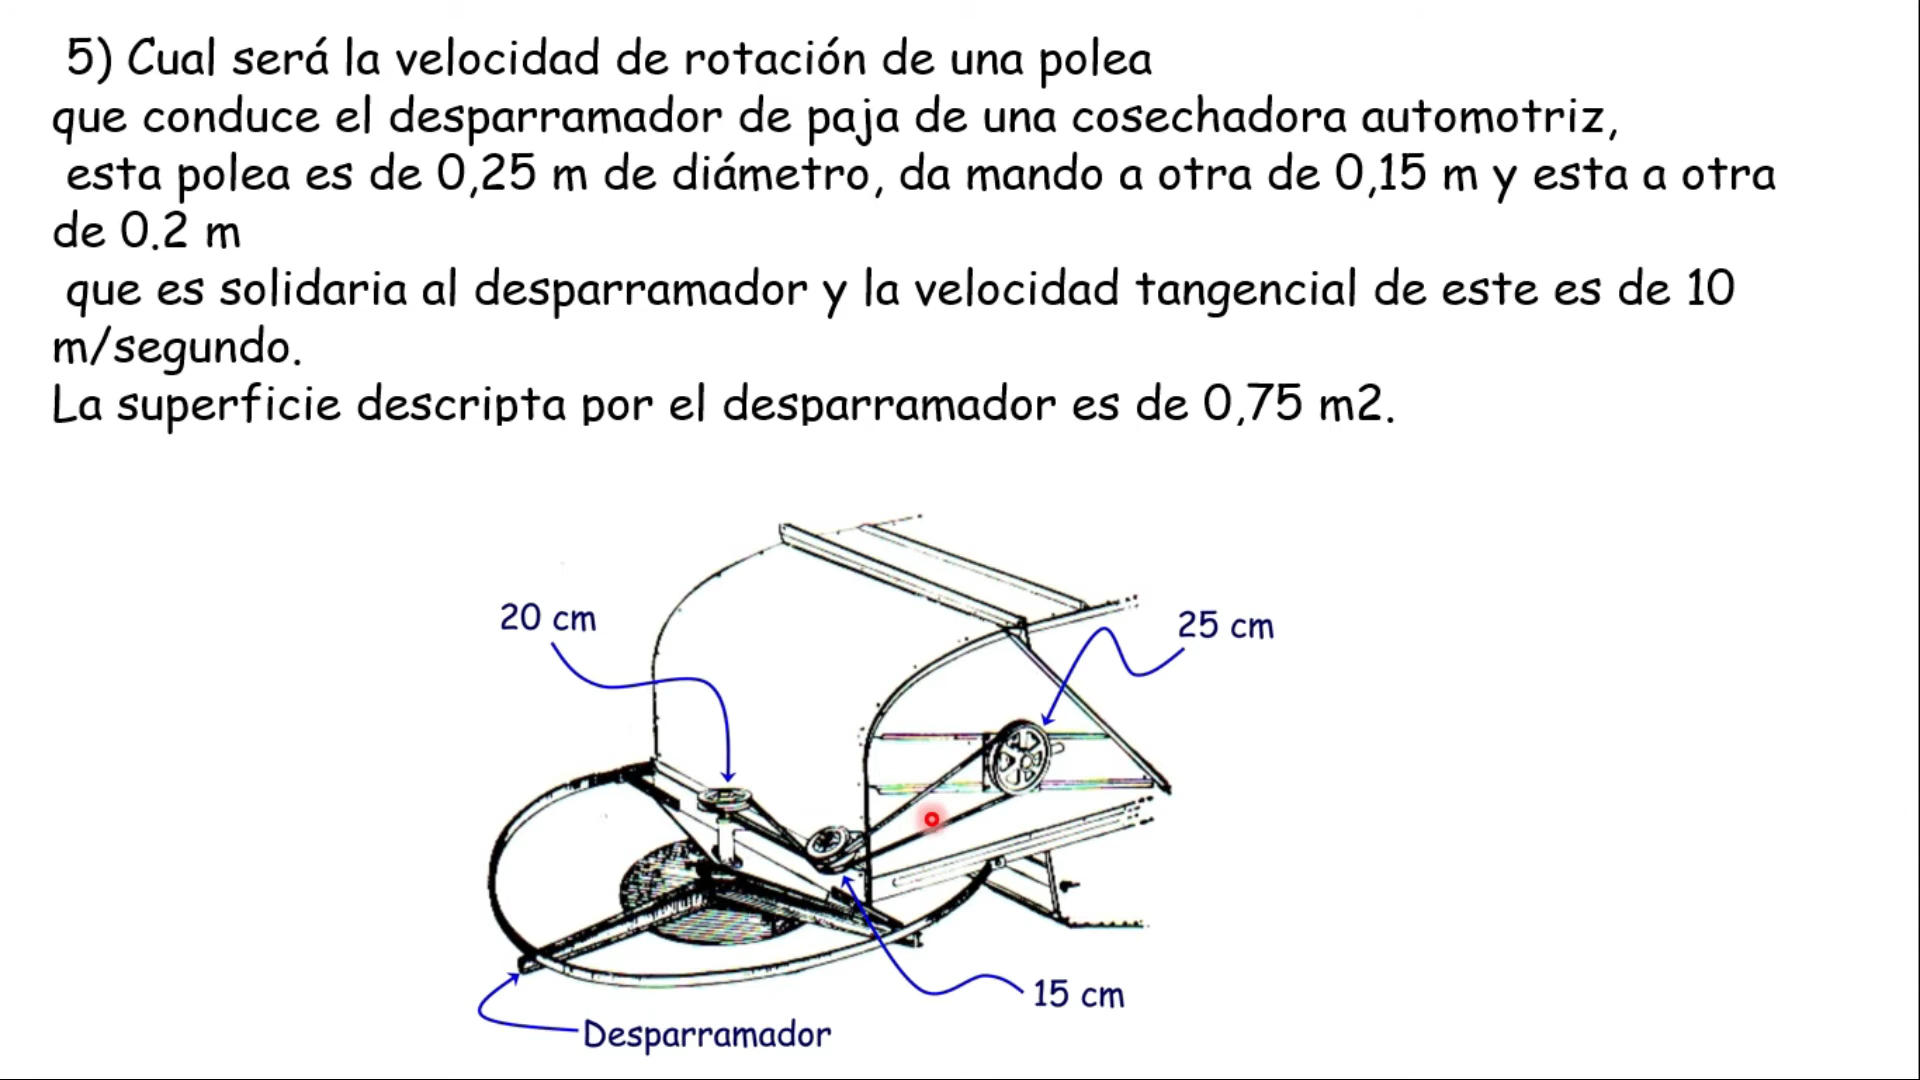 5) Cual será la velocidad de rotación de una polea
que conduce el desparramador de paja de una cosechadora automotriz,
esta polea es de 0,25 m de diámetro, da mando a otra de 0,15 m y esta a otra
de 0.2 m
que es solidaria al desparramador y la velocidad tangencial de este es de 10
m/segundo.
La superficie descripta por el desparramador es de 0,75 m2.
20 cm
25 cm
15 cm
Desparramador